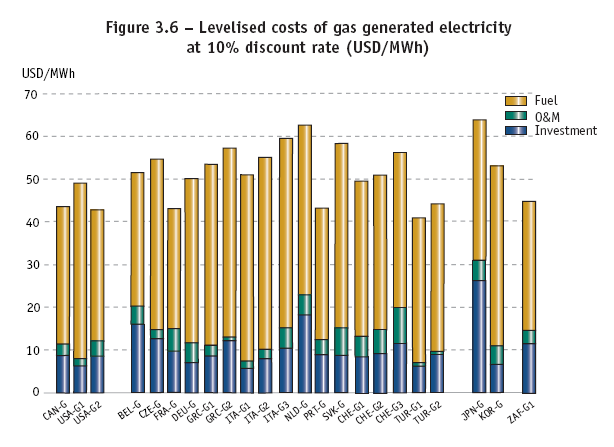 Figure 3.6 – Levelised costs of gas generated electricity
at 10% discount rate (USD/MWh)
USD/MWh
70
60
50
40
30
20
10
0
Fuel
O&M
Investment
CAN-G
USA-G1
USA-G2
BEL-G
CZE-G
FRA-G
DEU-G
GRC-G1
GRC-G2
ITA-G1
ITA-G2
ITA-G3
NLD-G
PRT-G
SVK-G
CHE-G1
CHE-G2
CHE-G3
TUR-G1
TUR-G2
JPN-G
KOR-G
ZAF-G1